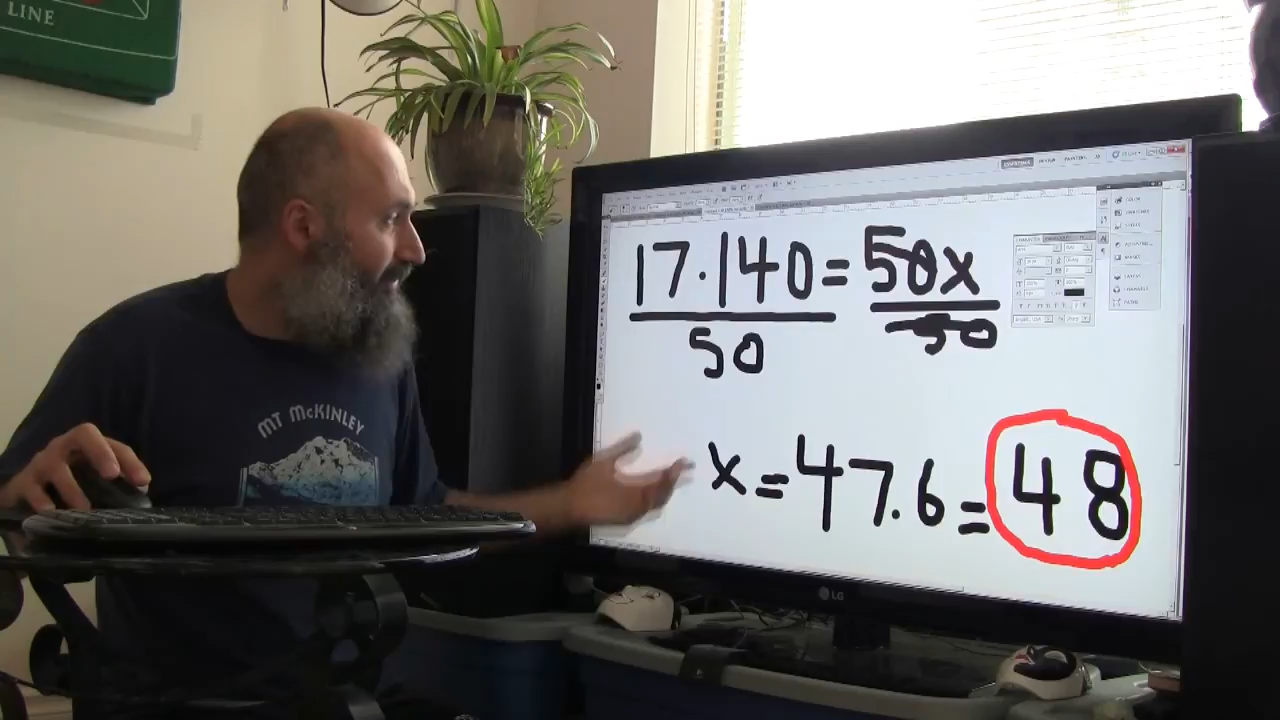 LINE
17·140=50x
50 50
x=47.6=48
MT McKINLEY
LG